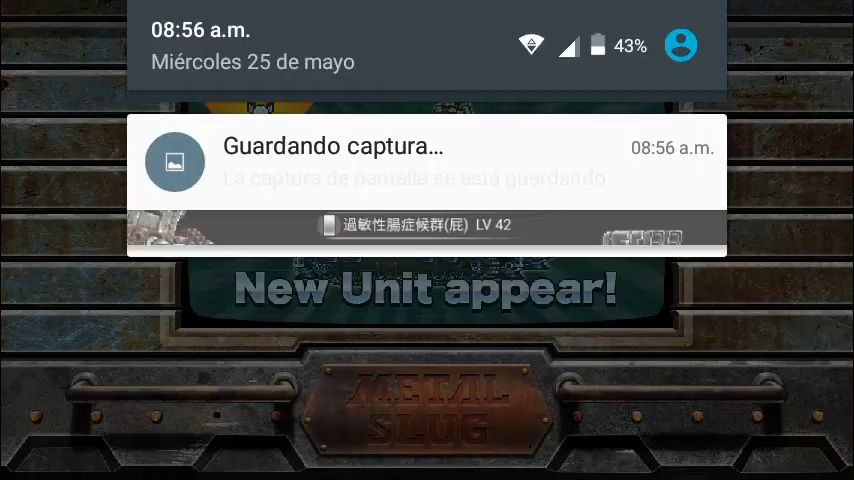 08:56 a.m.
43%
Miércoles 25 de mayo
Guardando captura...
08:56 a.m.
La captura de pantalla se está guardando
過敏性腸症候群(屁) LV 42
New Unit appear!
METAL
SLUG